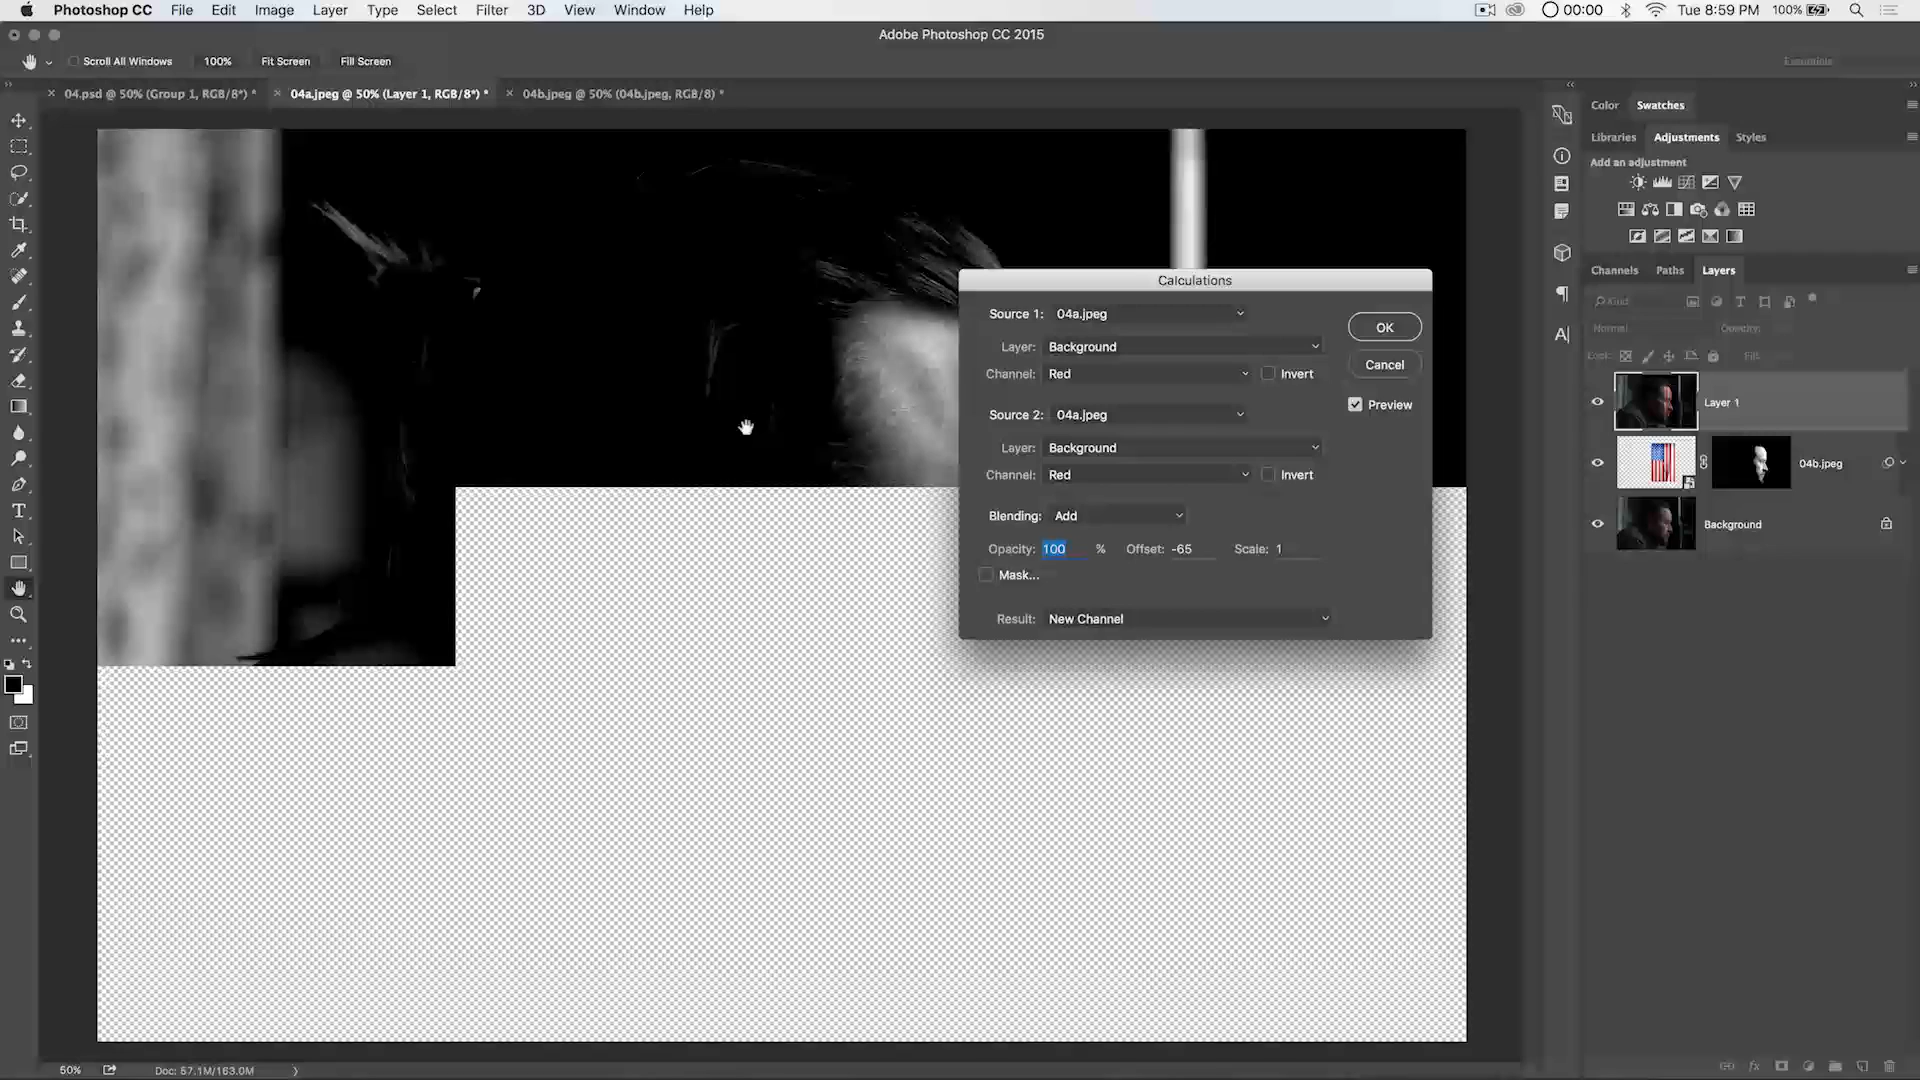 Photoshop CC File Edit Image Layer Type Select Filter 3D View Window Help 00:00 Tue 8:59 PM 100%
Adobe Photoshop CC 2015
Scroll All Windows 100% Fit Screen Fill Screen Essentials
× 04.psd @ 50% (Group 1, RGB/8*) * × 04a.jpeg @ 50% (Layer 1, RGB/8*) * × 04b.jpeg @ 50% (04b.jpeg, RGB/8) *
Color Swatches
Libraries Adjustments Styles
Add an adjustment
Channels Paths Layers
Kind
Normal Opacity:
Lock: Fill:
Layer 1
04b.jpeg
Background
Calculations
Source 1: 04a.jpeg
OK
Layer: Background
Cancel
Channel: Red Invert
Preview
Source 2: 04a.jpeg
Layer: Background
Channel: Red Invert
Blending: Add
Opacity: 100 % Offset: -65 Scale: 1
Mask...
Result: New Channel
50% Doc: 57.1M/163.0M